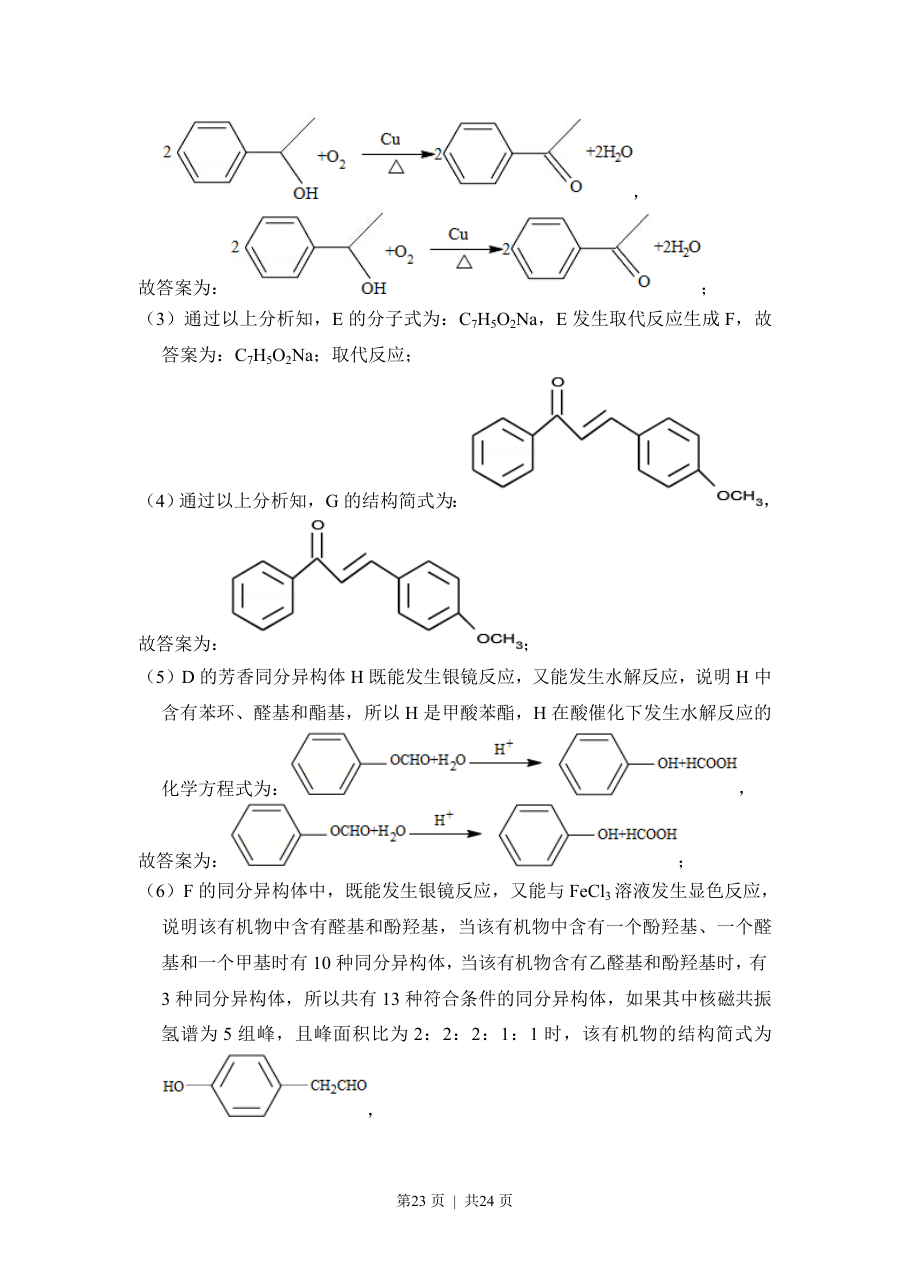 2 +O₂ Cu △ 2 +2H₂O
OH O ，
2 +O₂ Cu △ 2 +2H₂O
故答案为： OH O ；
（3）通过以上分析知，E 的分子式为：C₇H₅O₂Na，E 发生取代反应生成 F，故
答案为：C₇H₅O₂Na；取代反应；
O
（4）通过以上分析知，G 的结构简式为： OCH₃ ，
O
故答案为： OCH₃ ；
（5）D 的芳香同分异构体 H 既能发生银镜反应，又能发生水解反应，说明 H 中
含有苯环、醛基和酯基，所以 H 是甲酸苯酯，H 在酸催化下发生水解反应的
化学方程式为： OCHO+H₂O H⁺ OH+HCOOH ，
故答案为： OCHO+H₂O H⁺ OH+HCOOH ；
（6）F 的同分异构体中，既能发生银镜反应，又能与 FeCl₃ 溶液发生显色反应，
说明该有机物中含有醛基和酚羟基，当该有机物中含有一个酚羟基、一个醛
基和一个甲基时有 10 种同分异构体，当该有机物含有乙醛基和酚羟基时，有
3 种同分异构体，所以共有 13 种符合条件的同分异构体，如果其中核磁共振
氢谱为 5 组峰，且峰面积比为 2：2：2：1：1 时，该有机物的结构简式为
HO CH₂CHO ，
第23 页 | 共24 页